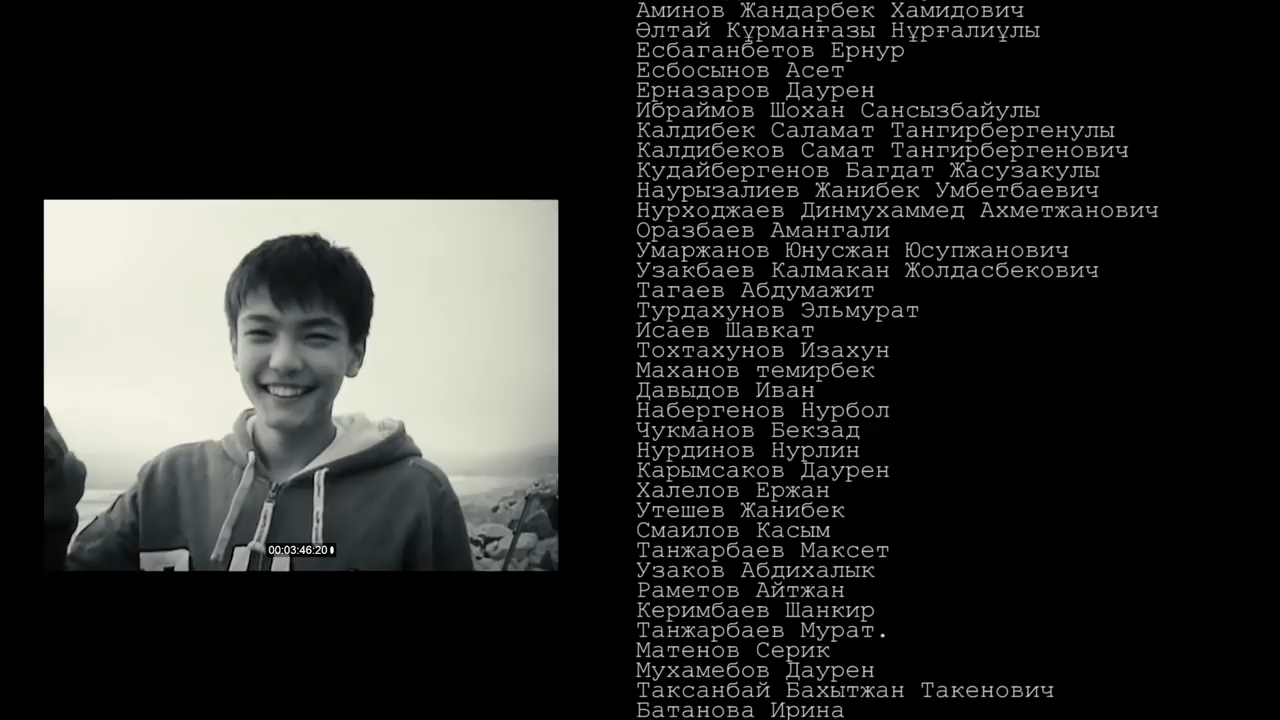 Аминов Жандарбек Хамидович
Әлтай Құрманғазы Нұрғалиұлы
Есбаганбетов Ернур
Есбосынов Асет
Ерназаров Даурен
Ибраймов Шохан Сансызбайулы
Калдибек Саламат Тангирбергенулы
Калдибеков Самат Тангирбергенович
Кудайбергенов Багдат Жасузакулы
Наурызалиев Жанибек Умбетбаевич
Нурходжаев Динмухаммед Ахметжанович
Оразбаев Амангали
Умаржанов Юнусжан Юсупжанович
Узакбаев Калмакан Жолдасбекович
Тагаев Абдумажит
Турдахунов Эльмурат
Исаев Шавкат
Тохтахунов Изахун
Маханов темирбек
Давыдов Иван
Набергенов Нурбол
Чукманов Бекзад
Нурдинов Нурлин
Карымсаков Даурен
Халелов Ержан
Утешев Жанибек
Смаилов Касым
Танжарбаев Максет
Узаков Абдихалык
Раметов Айтжан
Керимбаев Шанкир
Танжарбаев Мурат.
Матенов Серик
Мухамебов Даурен
Таксанбай Бахытжан Такенович
Батанова Ирина
00:03:46:20